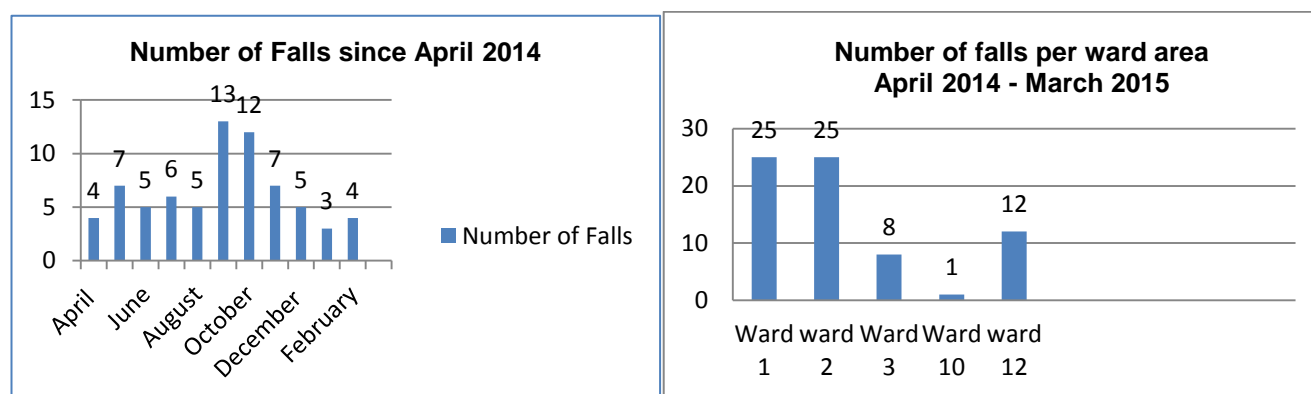 Number of Falls since April 2014
15
10
5
0
4
7
5
6
5
13
12
7
5
3
4
April
June
August
October
December
February
Number of Falls
Number of falls per ward area
April 2014 - March 2015
30
20
10
0
25
25
8
1
12
Ward ward Ward Ward ward
1 2 3 10 12